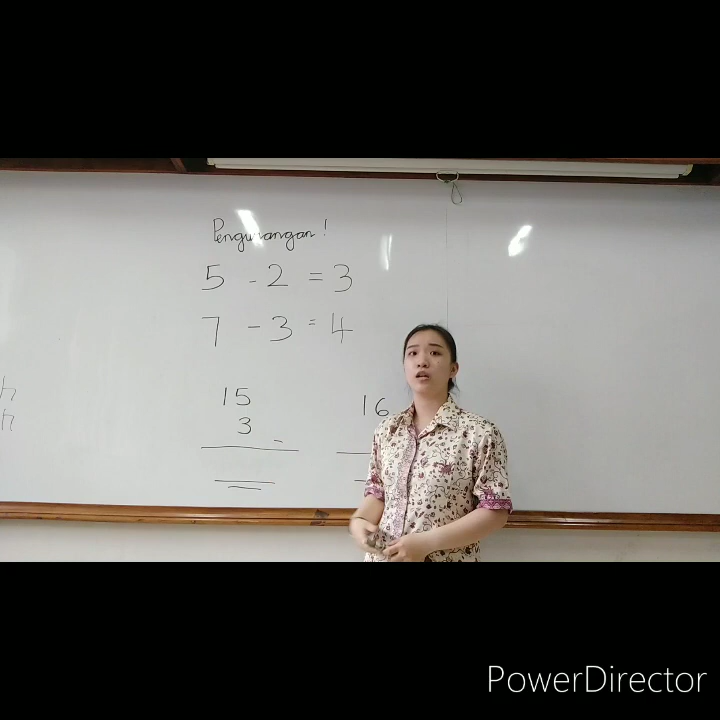 Pengurangan!
5 - 2 = 3
7 - 3 = 4
15
3 -
16
PowerDirector